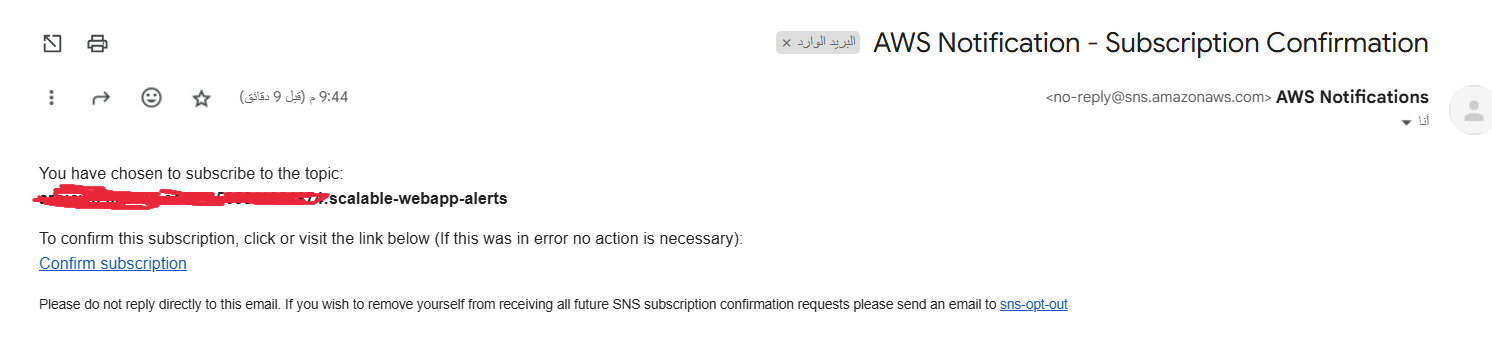 AWS Notification - Subscription Confirmation
البريد الوارد ×
AWS Notifications <no-reply@sns.amazonaws.com>
9:44 م (قبل 9 دقائق)
أنا
You have chosen to subscribe to the topic:
:scalable-webapp-alerts
To confirm this subscription, click or visit the link below (If this was in error no action is necessary):
Confirm subscription
Please do not reply directly to this email. If you wish to remove yourself from receiving all future SNS subscription confirmation requests please send an email to sns-opt-out